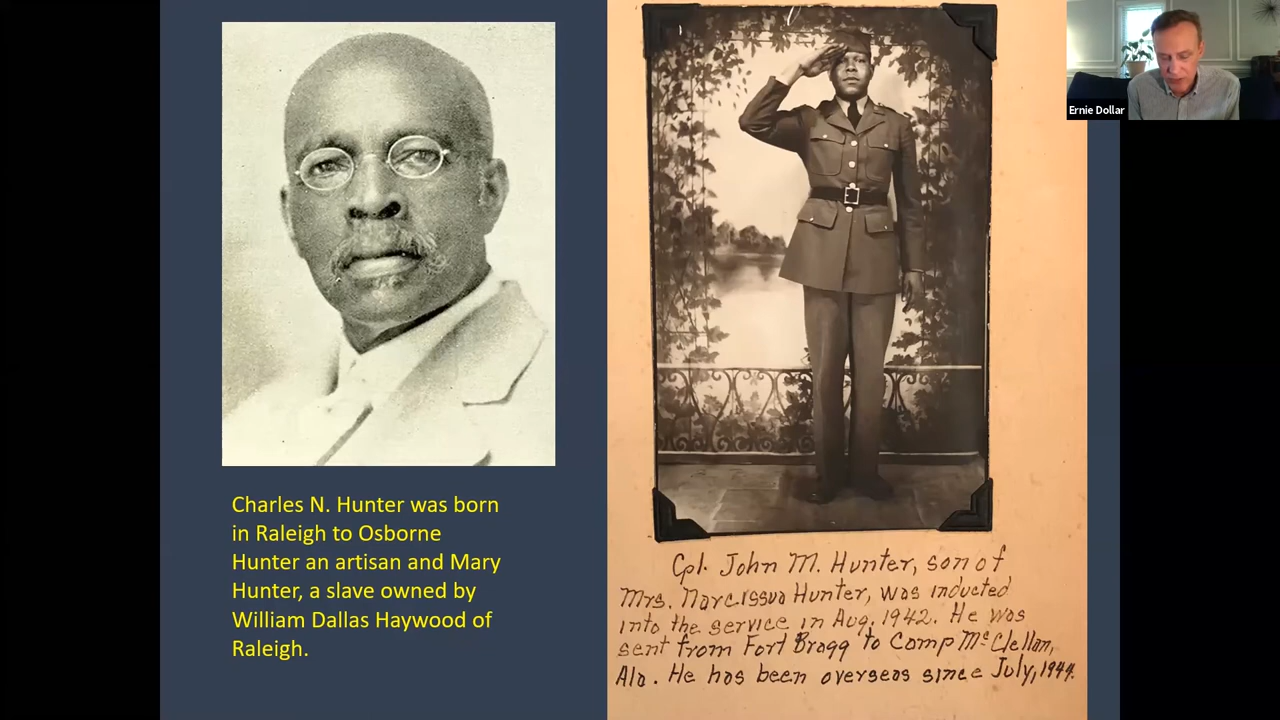 Charles N. Hunter was born
in Raleigh to Osborne
Hunter an artisan and Mary
Hunter, a slave owned by
William Dallas Haywood of
Raleigh.
Cpl. John M. Hunter, son of
Mrs. Narcissua Hunter, was inducted
into the service in Aug. 1942. He was
sent from Fort Bragg to Camp McClellan,
Ala. He has been overseas since July, 1944.
Ernie Dollar